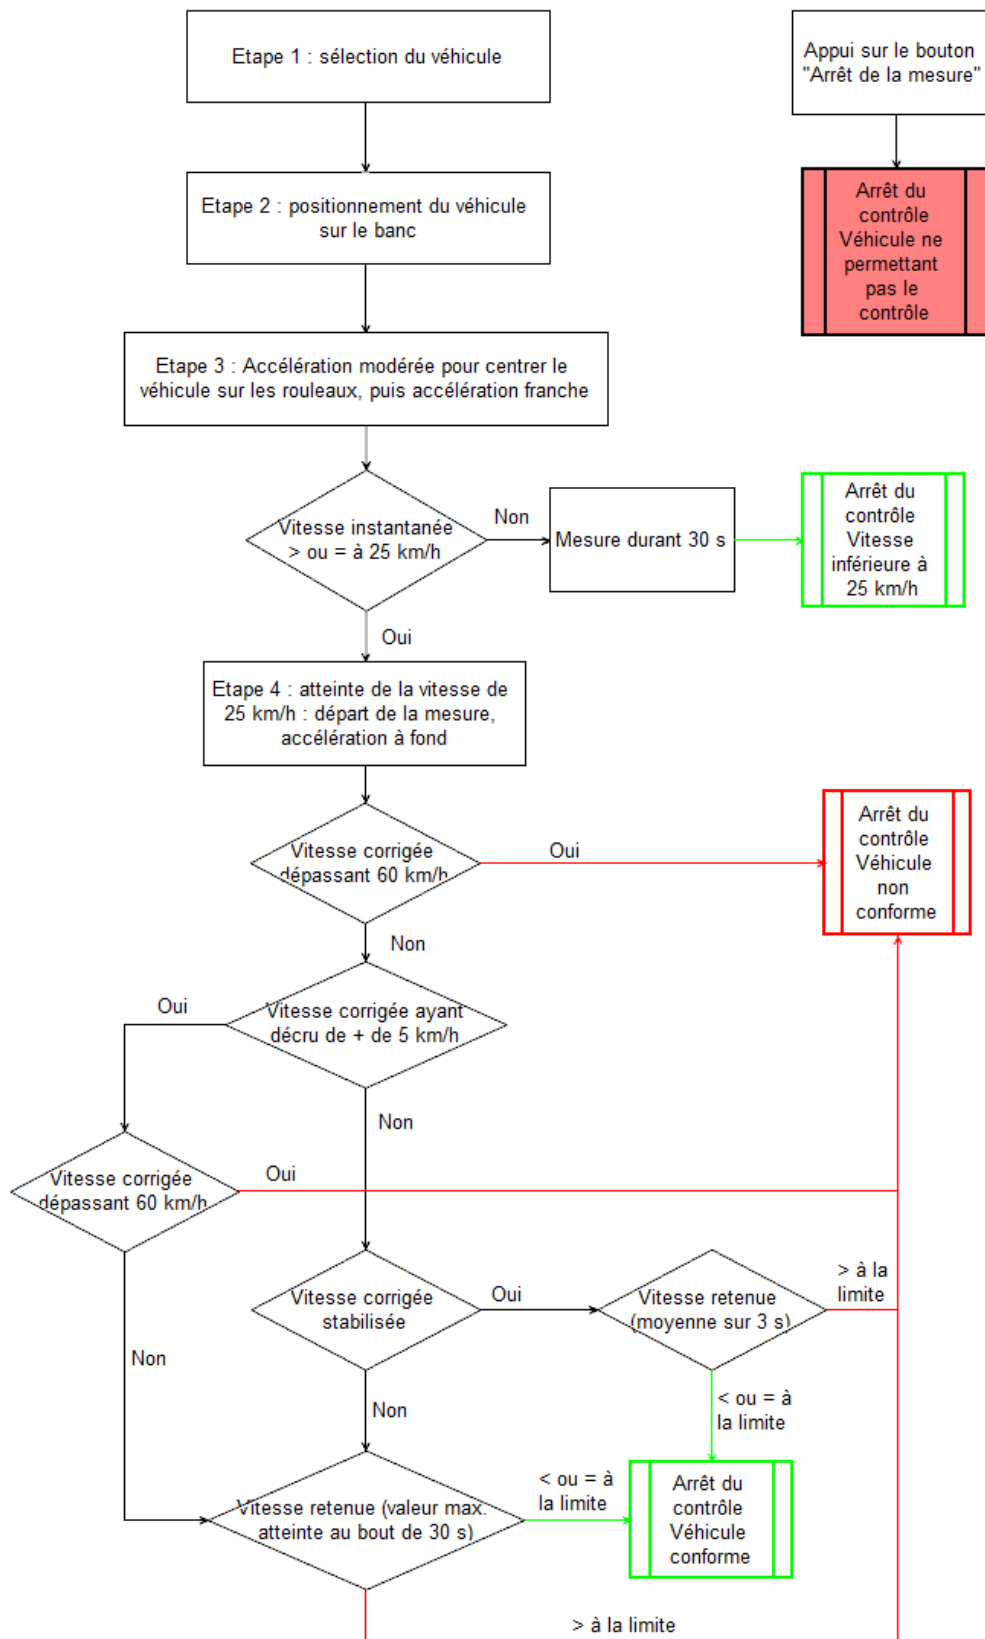 Etape 1 : sélection du véhicule
Appui sur le bouton
"Arrêt de la mesure"
Etape 2 : positionnement du véhicule
sur le banc
Arrêt du
contrôle
Véhicule ne
permettant
pas le
contrôle
Etape 3 : Accélération modérée pour centrer le
véhicule sur les rouleaux, puis accélération franche
Vitesse instantanée
> ou = à 25 km/h
Non
Mesure durant 30 s
Arrêt du
contrôle
Vitesse
inférieure à
25 km/h
Oui
Etape 4 : atteinte de la vitesse de
25 km/h : départ de la mesure,
accélération à fond
Vitesse corrigée
dépassant 60 km/h
Oui
Arrêt du
contrôle
Véhicule
non
conforme
Non
Vitesse corrigée ayant
décru de + de 5 km/h
Oui
Non
Vitesse corrigée
dépassant 60 km/h
Oui
Non
Vitesse corrigée
stabilisée
Oui
Vitesse retenue
(moyenne sur 3 s)
> à la
limite
Non
< ou = à
la limite
Vitesse retenue (valeur max.
atteinte au bout de 30 s)
< ou = à
la limite
Arrêt du
contrôle
Véhicule
conforme
> à la limite